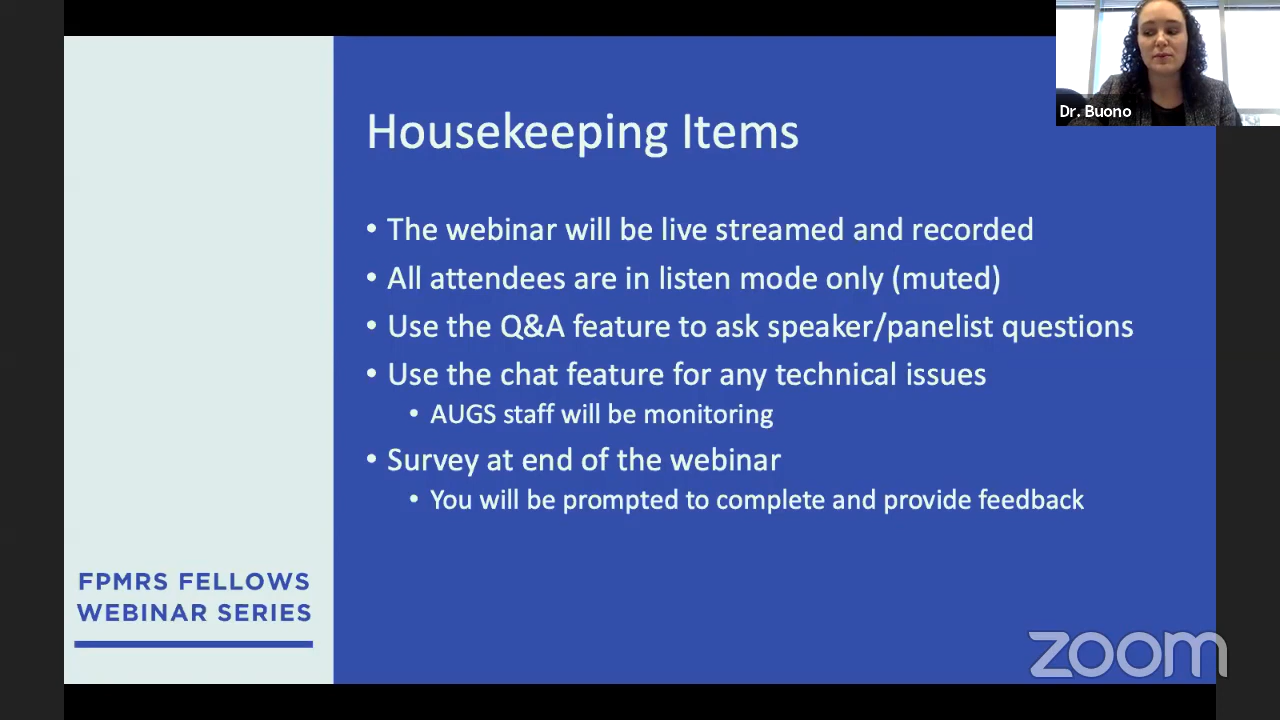 Dr. Buono
Housekeeping Items
• The webinar will be live streamed and recorded
• All attendees are in listen mode only (muted)
• Use the Q&A feature to ask speaker/panelist questions
• Use the chat feature for any technical issues
• AUGS staff will be monitoring
• Survey at end of the webinar
• You will be prompted to complete and provide feedback
FPMRS FELLOWS
WEBINAR SERIES
zoom